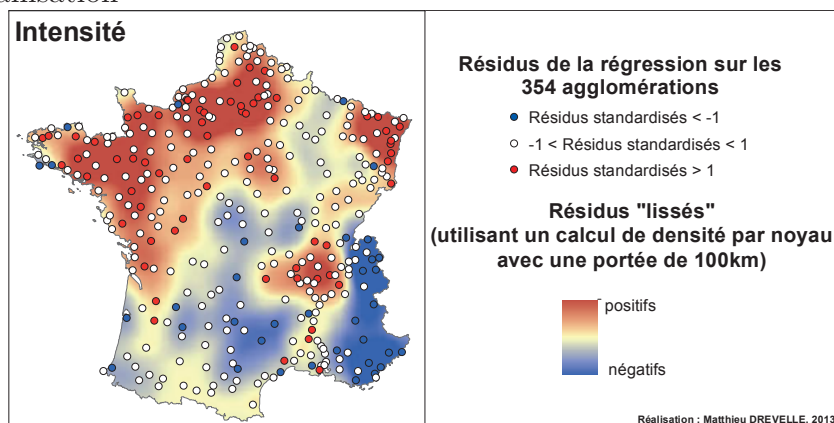 Intensité
Résidus de la régression sur les
354 agglomérations
Résidus standardisés < -1
-1 < Résidus standardisés < 1
Résidus standardisés > 1
Résidus "lissés"
(utilisant un calcul de densité par noyau
avec une portée de 100km)
positifs
négatifs
Réalisation : Matthieu DREVELLE, 2013